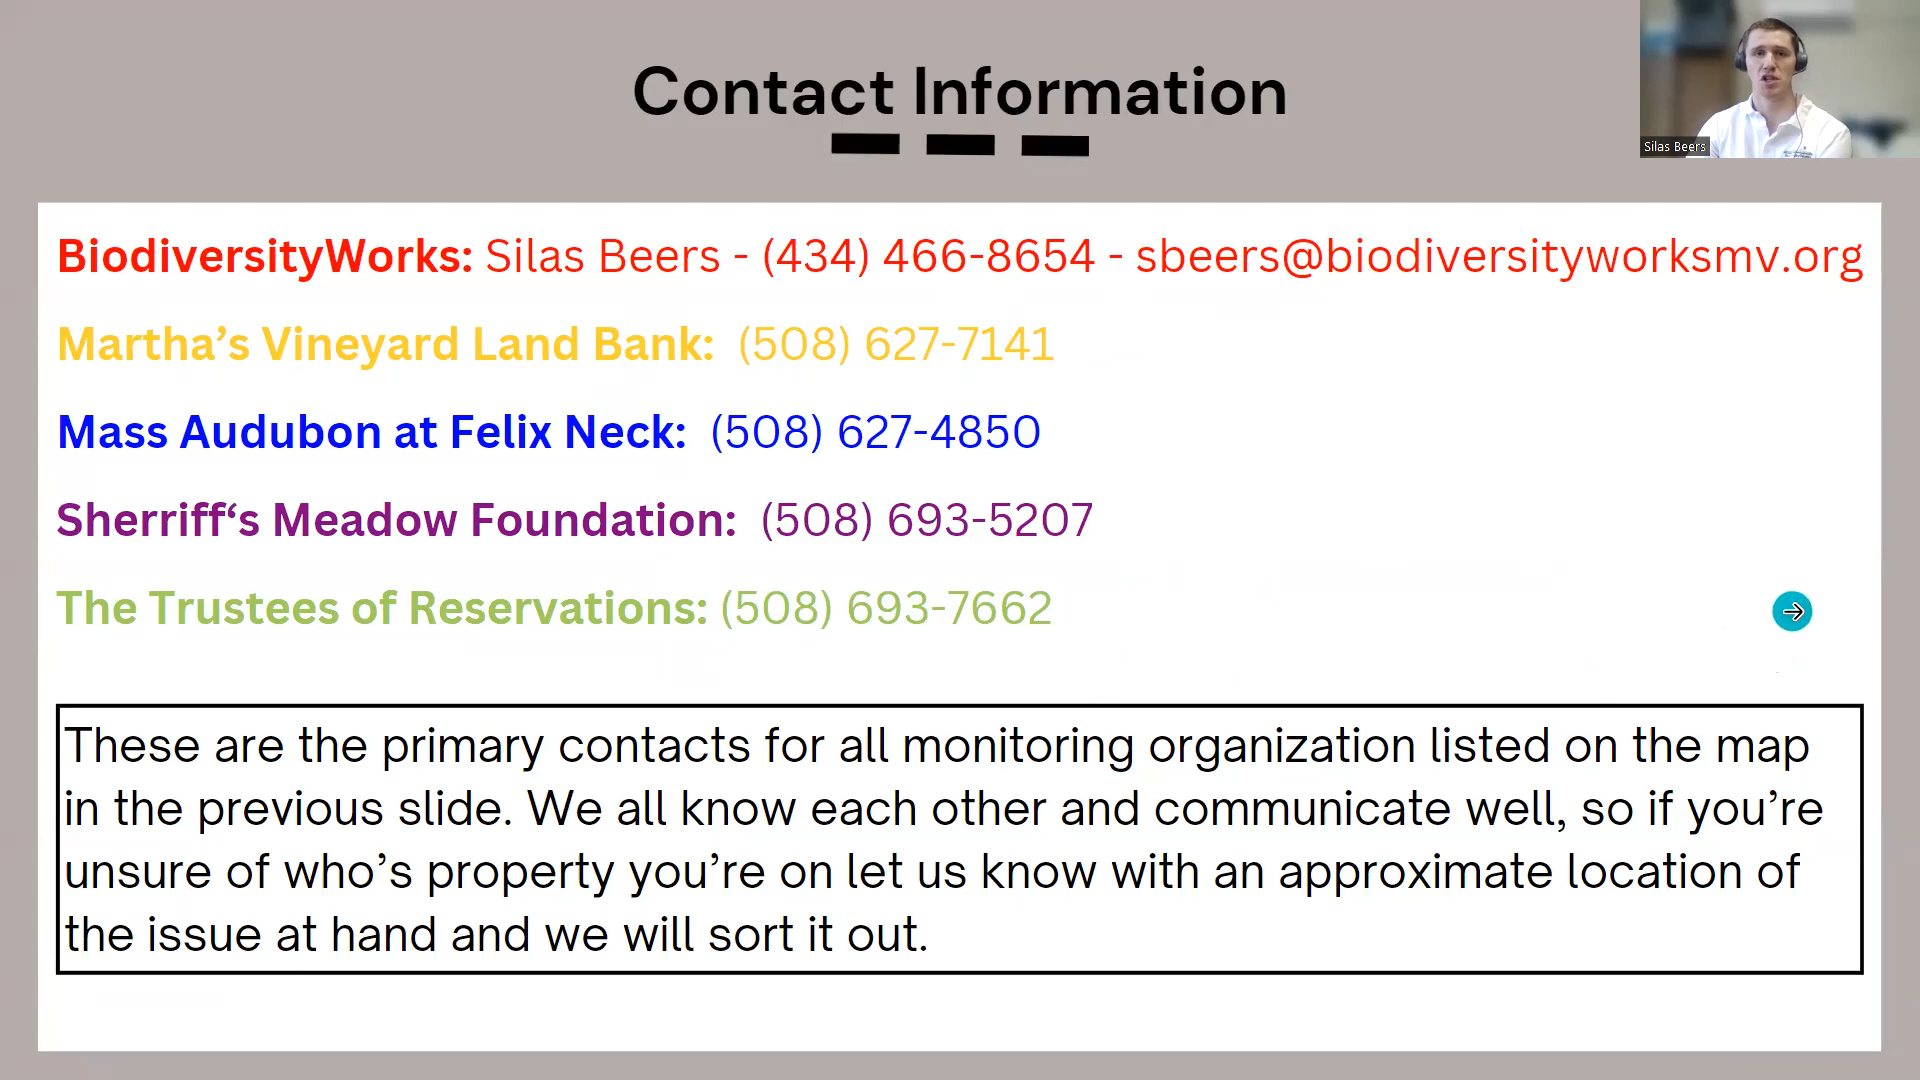 Contact Information
Silas Beers
BiodiversityWorks: Silas Beers - (434) 466-8654 - sbeers@biodiversityworksmv.org
Martha’s Vineyard Land Bank: (508) 627-7141
Mass Audubon at Felix Neck: (508) 627-4850
Sherriff‘s Meadow Foundation: (508) 693-5207
The Trustees of Reservations: (508) 693-7662
These are the primary contacts for all monitoring organization listed on the map
in the previous slide. We all know each other and communicate well, so if you’re
unsure of who’s property you’re on let us know with an approximate location of
the issue at hand and we will sort it out.